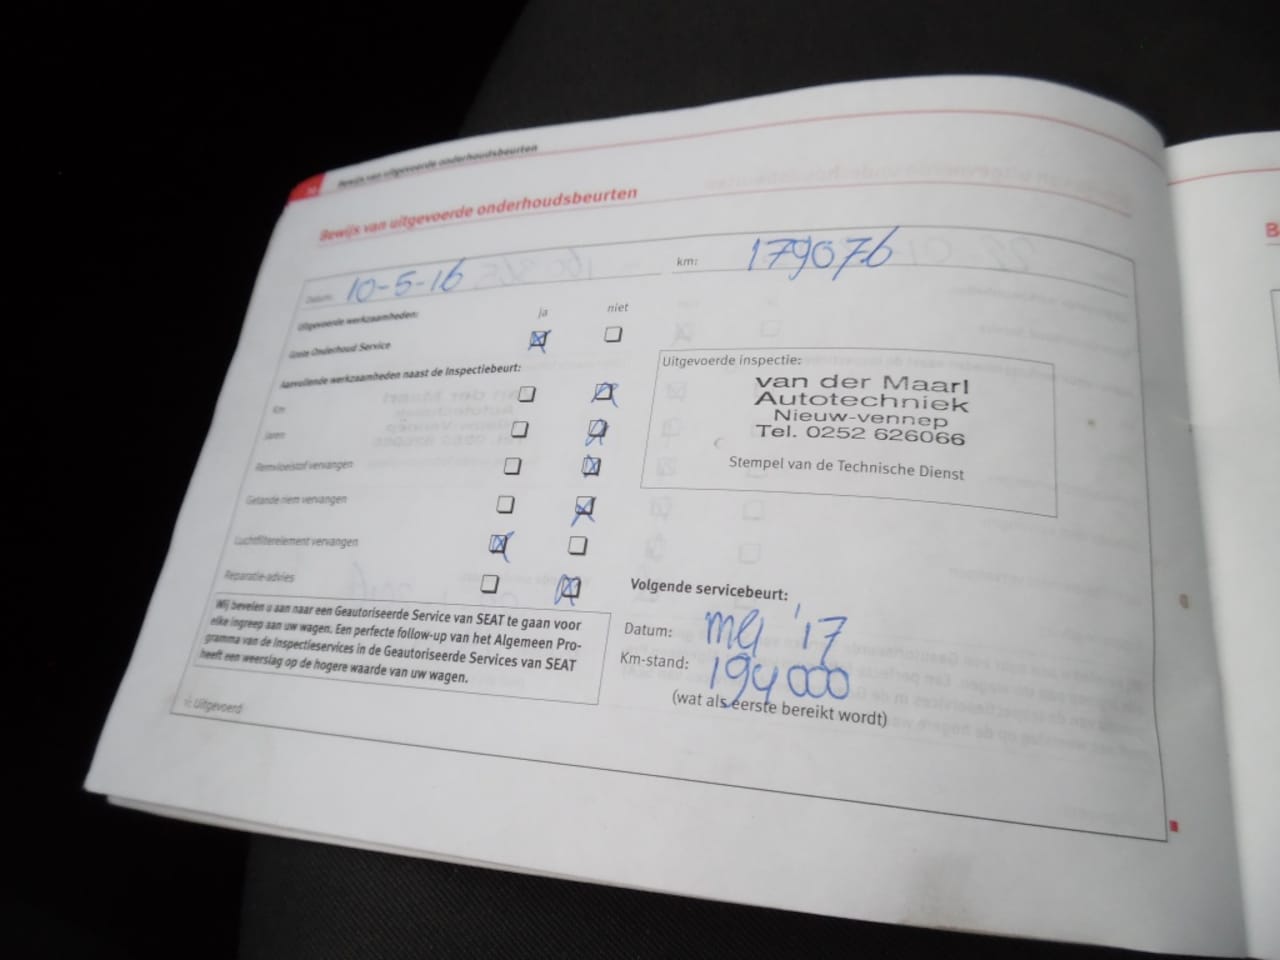 Bewijs van uitgevoerde onderhoudsbeurten
Bewijs van uitgevoerde onderhoudsbeurten
Datum: 10-5-16 km: 179076
Uitgevoerde werkzaamheden: ja niet
Grote Onderhoud Service
Aanvullende werkzaamheden naast de Inspectiebeurt:
Km
Jaren
Remvloeistof vervangen
Getande riem vervangen
Luchtfilterelement vervangen
Reparatie-advies
Uitgevoerde inspectie:
van der Maarl
Autotechniek
Nieuw-vennep
Tel. 0252 626066
Stempel van de Technische Dienst
Wij bevelen u aan naar een Geautoriseerde Service van SEAT te gaan voor
elke ingreep aan uw wagen. Een perfecte follow-up van het Algemeen Pro-
gramma van de Inspectieservices in de Geautoriseerde Services van SEAT
heeft een weerslag op de hogere waarde van uw wagen.
Volgende servicebeurt:
Datum: mei '17
Km-stand: 194000
(wat als eerste bereikt wordt)
Uitgevoerd
B